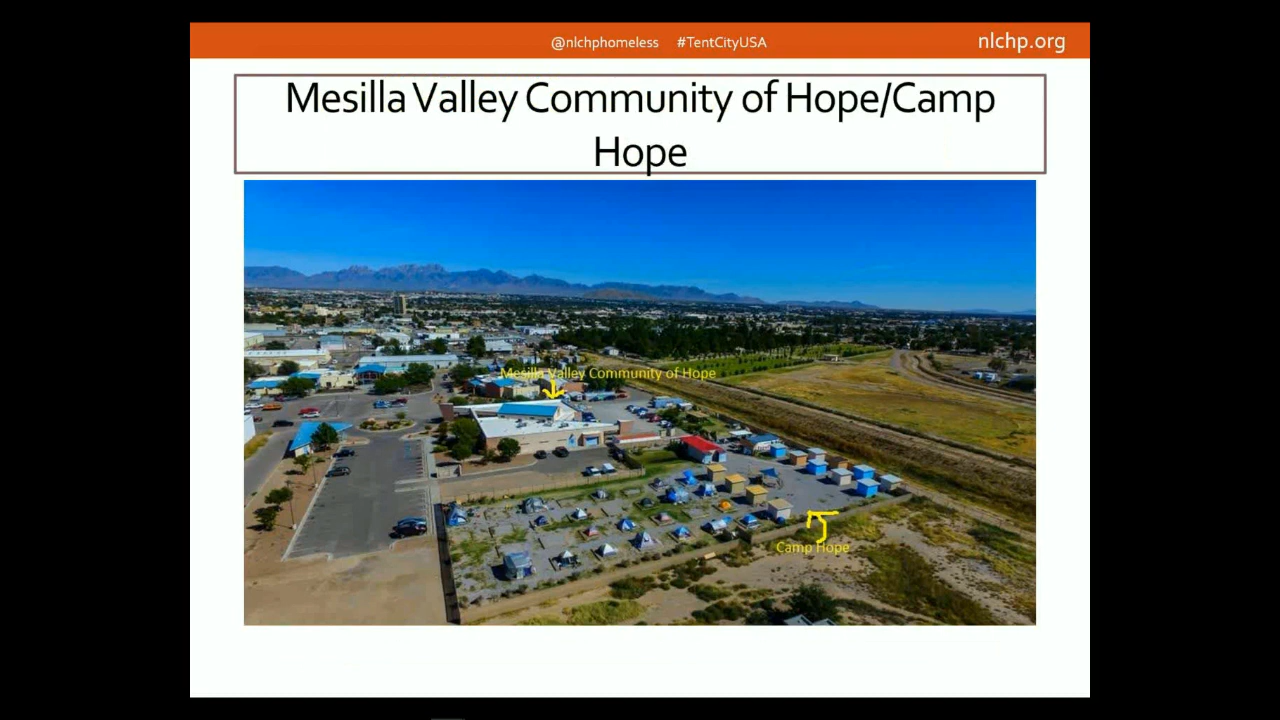 @nlchphomeless #TentCityUSA nlchp.org
Mesilla Valley Community of Hope/Camp
Hope
Mesilla Valley Community of Hope
Camp Hope